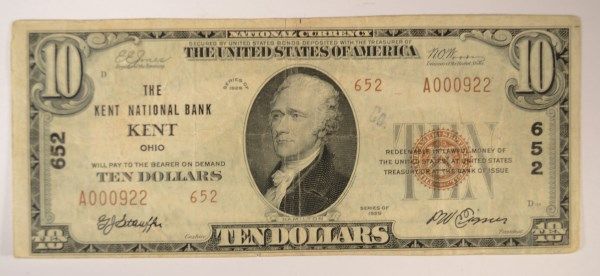 NATIONAL CURRENCY
SECURED BY UNITED STATES BONDS DEPOSITED WITH THE TREASURER OF
THE UNITED STATES OF AMERICA
10
10
D
SERIES OF
1929
652
A000922
THE
KENT NATIONAL BANK
KENT
OHIO
652
WILL PAY TO THE BEARER ON DEMAND
TEN DOLLARS
A000922
652
TEN
REDEEMABLE IN LAWFUL MONEY OF
THE UNITED STATES AT UNITED STATES
TREASURY OR AT THE BANK OF ISSUE
652
D
HAMILTON
SERIES OF
1929
Cashier
President
10
TEN DOLLARS
10